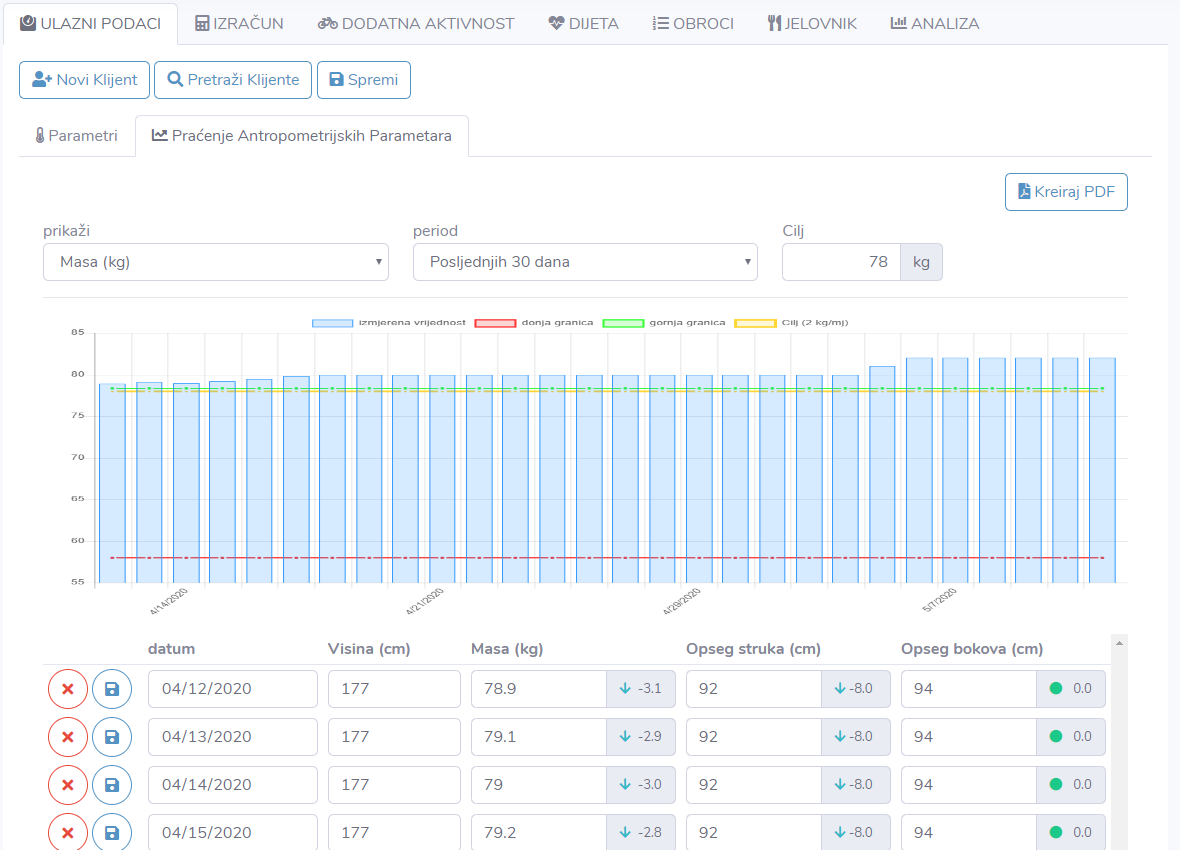 ULAZNI PODACI IZRAČUN DODATNA AKTIVNOST DIJETA OBROCI JELOVNIK ANALIZA
Novi Klijent Pretraži Klijente Spremi
Parametri Praćenje Antropometrijskih Parametara
Kreiraj PDF
prikaži period Cilj
Masa (kg) Posljednjih 30 dana 78 kg
izmjerena vrijednost donja granica gornja granica Cilj (2 kg/mj)
85
80
75
70
65
60
55
4/14/2020 4/21/2020 4/29/2020 5/7/2020
datum Visina (cm) Masa (kg) Opseg struka (cm) Opseg bokova (cm)
04/12/2020 177 78.9 -3.1 92 -8.0 94 0.0
04/13/2020 177 79.1 -2.9 92 -8.0 94 0.0
04/14/2020 177 79 -3.0 92 -8.0 94 0.0
04/15/2020 177 79.2 -2.8 92 -8.0 94 0.0